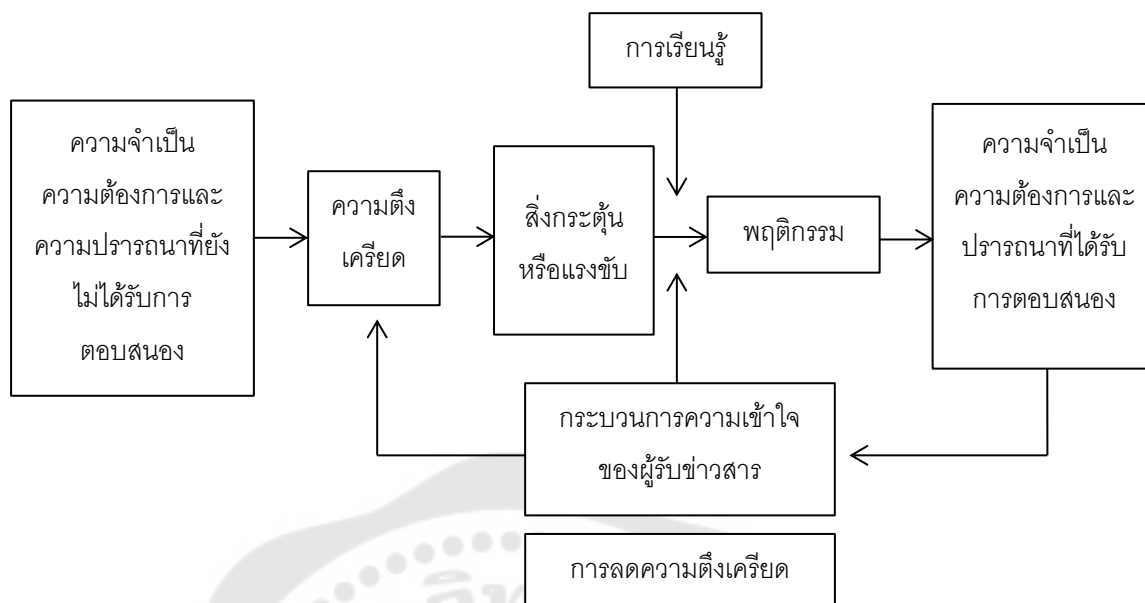 การเรียนรู้
ความจำเป็น
ความต้องการและ
ความปรารถนาที่ยัง
ไม่ได้รับการ
ตอบสนอง
ความตึง
เครียด
สิ่งกระตุ้น
หรือแรงขับ
พฤติกรรม
ความจำเป็น
ความต้องการและ
ปรารถนาที่ได้รับ
การตอบสนอง
กระบวนการความเข้าใจ
ของผู้รับข่าวสาร
การลดความตึงเครียด